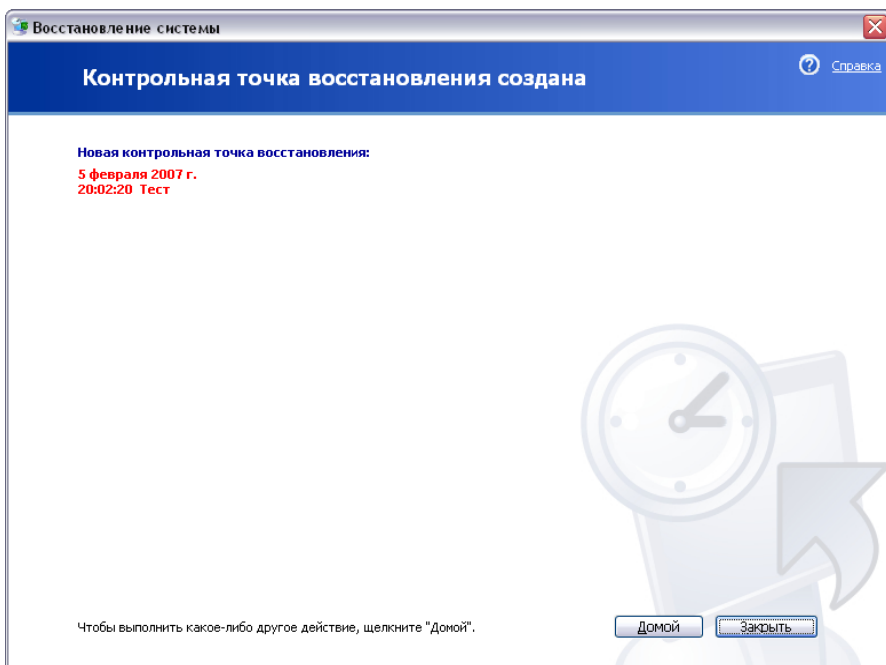 Восстановление системы
Контрольная точка восстановления создана
Справка
Новая контрольная точка восстановления:
5 февраля 2007 г.
20:02:20 Тест
Чтобы выполнить какое-либо другое действие, щелкните "Домой".
Домой
Закрыть